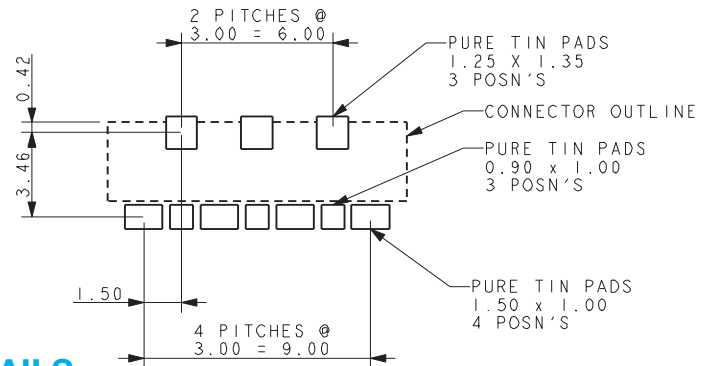 2 PITCHES @
3.00 = 6.00
PURE TIN PADS
1.25 X 1.35
3 POSN'S
0.42
CONNECTOR OUTLINE
PURE TIN PADS
0.90 x 1.00
3 POSN'S
3.46
PURE TIN PADS
1.50 x 1.00
4 POSN'S
1.50
4 PITCHES @
3.00 = 9.00